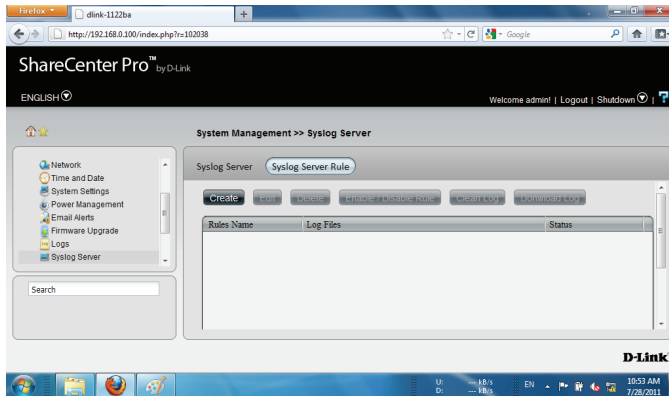 Firefox
dlink-1122ba
+
http://192.168.0.100/index.php?r=102038
Google
ShareCenter Pro™ by D-Link
ENGLISH
Welcome admin! | Logout | Shutdown | ?
System Management >> Syslog Server
Network
Time and Date
System Settings
Power Management
Email Alerts
Firmware Upgrade
Logs
Syslog Server
Search
Syslog Server Syslog Server Rule
Create Edit Delete Enable / Disable Rule Clean Log Download Log
Rules Name Log Files Status
D-Link
U: --- kB/s
D: --- kB/s
EN
10:53 AM
7/28/2011